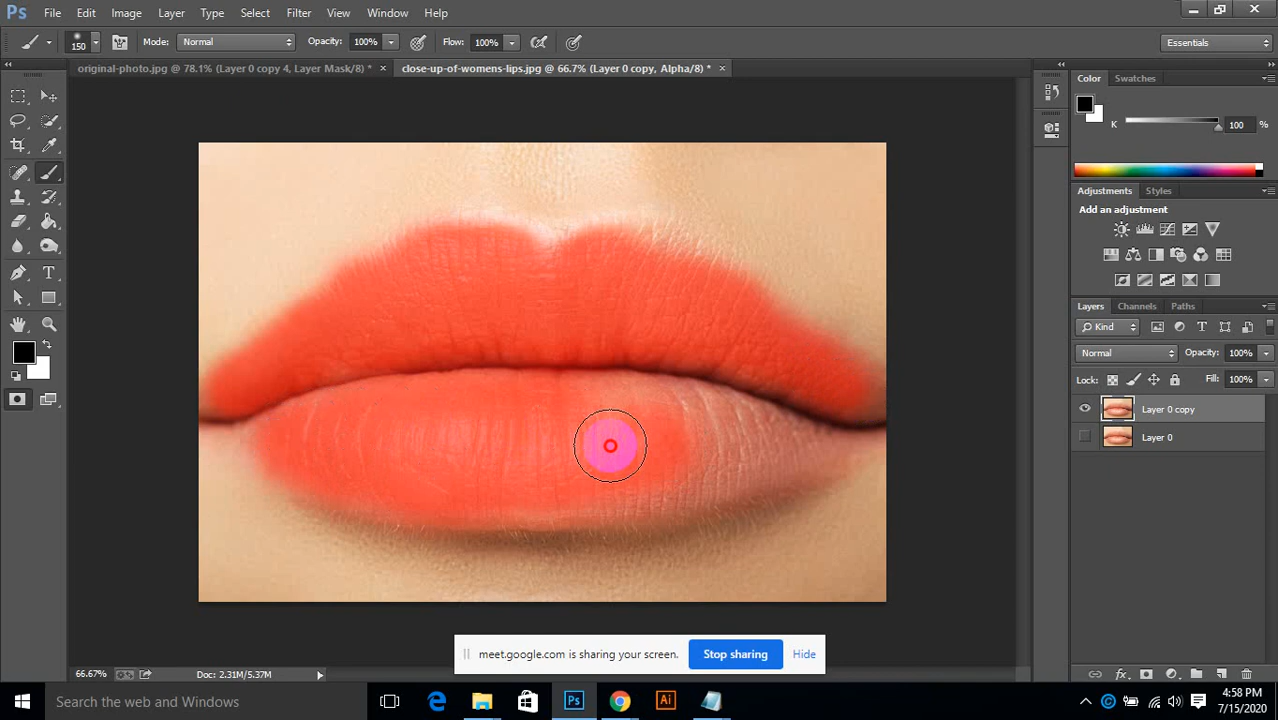 Ps File Edit Image Layer Type Select Filter View Window Help
150 Mode: Normal Opacity: 100% Flow: 100% Essentials
original-photo.jpg @ 78.1% (Layer 0 copy 4, Layer Mask/8) * × close-up-of-womens-lips.jpg @ 66.7% (Layer 0 copy, Alpha/8) * ×
Color Swatches
K 100 %
Adjustments Styles
Add an adjustment
Layers Channels Paths
Kind
Normal Opacity: 100%
Lock: Fill: 100%
Layer 0 copy
Layer 0
meet.google.com is sharing your screen. Stop sharing Hide
66.67% Doc: 2.31M/5.37M
Search the web and Windows
Ps Ai
4:58 PM
7/15/2020